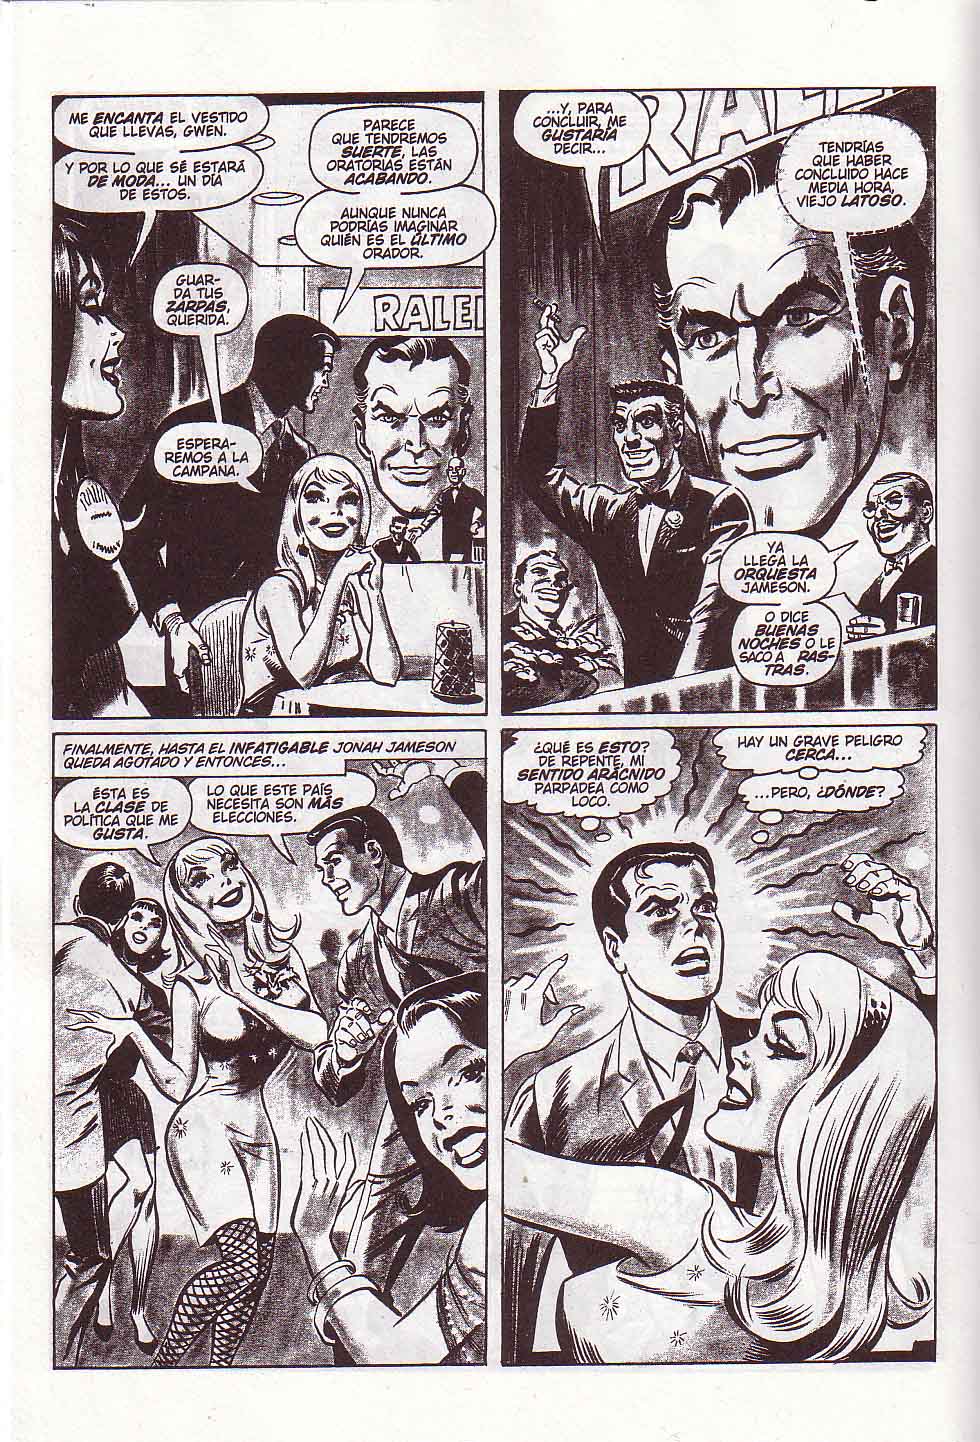 ME ENCANTA EL VESTIDO
QUE LLEVAS, GWEN.
Y POR LO QUE SÉ ESTARÁ
DE MODA... UN DÍA
DE ESTOS.
PARECE
QUE TENDREMOS
SUERTE, LAS
ORATORIAS ESTÁN
ACABANDO.
AUNQUE NUNCA
PODRÍAS IMAGINAR
QUIÉN ES EL ÚLTIMO
ORADOR.
GUAR-
DA TUS
ZARPAS,
QUERIDA.
ESPERA-
REMOS A LA
CAMPANA.
RALEI
...Y, PARA
CONCLUIR, ME
GUSTARÍA
DECIR...
RALEI
TENDRÍAS
QUE HABER
CONCLUIDO HACE
MEDIA HORA,
VIEJO LATOSO.
YA
LLEGA LA
ORQUESTA
JAMESON.
O DICE
BUENAS
NOCHES O LE
SACO A RAS-
TRAS.
FINALMENTE, HASTA EL INFATIGABLE JONAH JAMESON
QUEDA AGOTADO Y ENTONCES...
ÉSTA ES
LA CLASE DE
POLÍTICA QUE ME
GUSTA.
LO QUE ESTE PAÍS
NECESITA SON MÁS
ELECCIONES.
¿QUÉ ES ESTO?
DE REPENTE, MI
SENTIDO ARÁCNIDO
PARPADEA COMO
LOCO.
HAY UN GRAVE PELIGRO
CERCA...
...PERO, ¿DÓNDE?